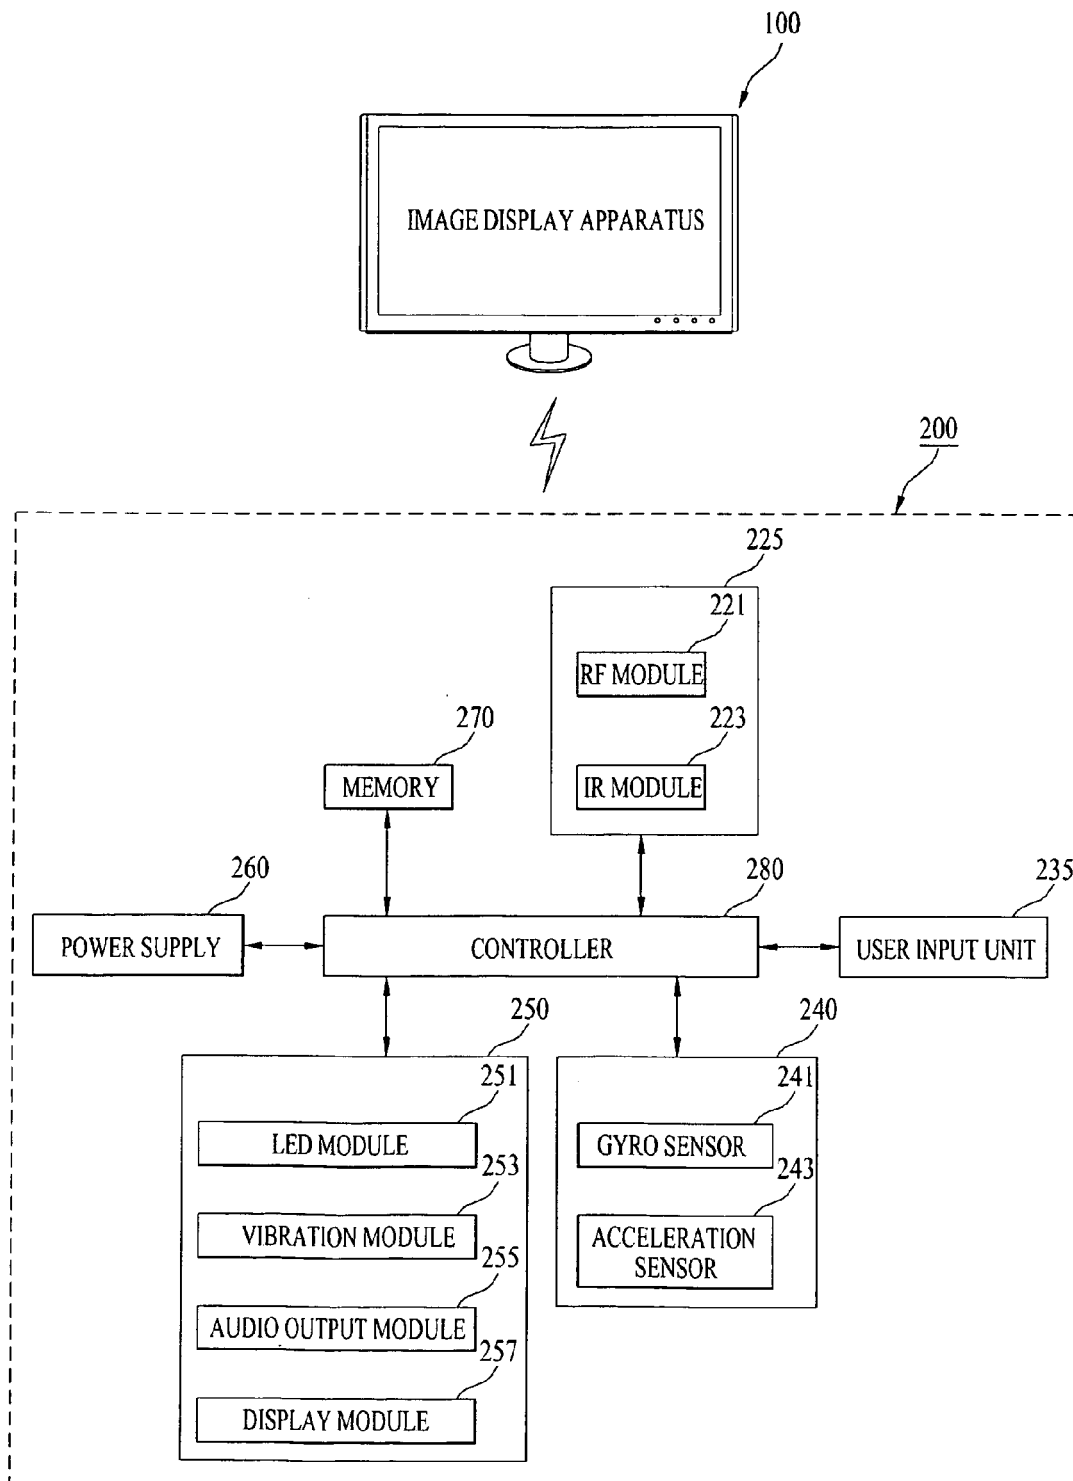 100
IMAGE DISPLAY APPARATUS
200
225
221
RF MODULE
270
223
MEMORY
IR MODULE
260
280
235
POWER SUPPLY
CONTROLLER
USER INPUT UNIT
250
240
251
241
LED MODULE
GYRO SENSOR
253
243
VIBRATION MODULE
ACCELERATION
SENSOR
255
AUDIO OUTPUT MODULE
257
DISPLAY MODULE